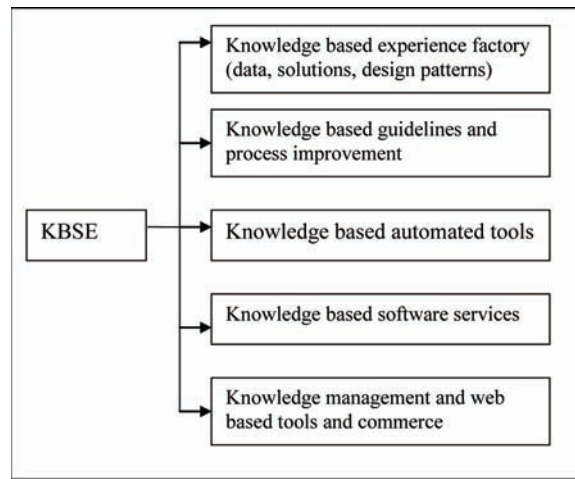 Knowledge based experience factory
(data, solutions, design patterns)
Knowledge based guidelines and
process improvement
KBSE
Knowledge based automated tools
Knowledge based software services
Knowledge management and web
based tools and commerce